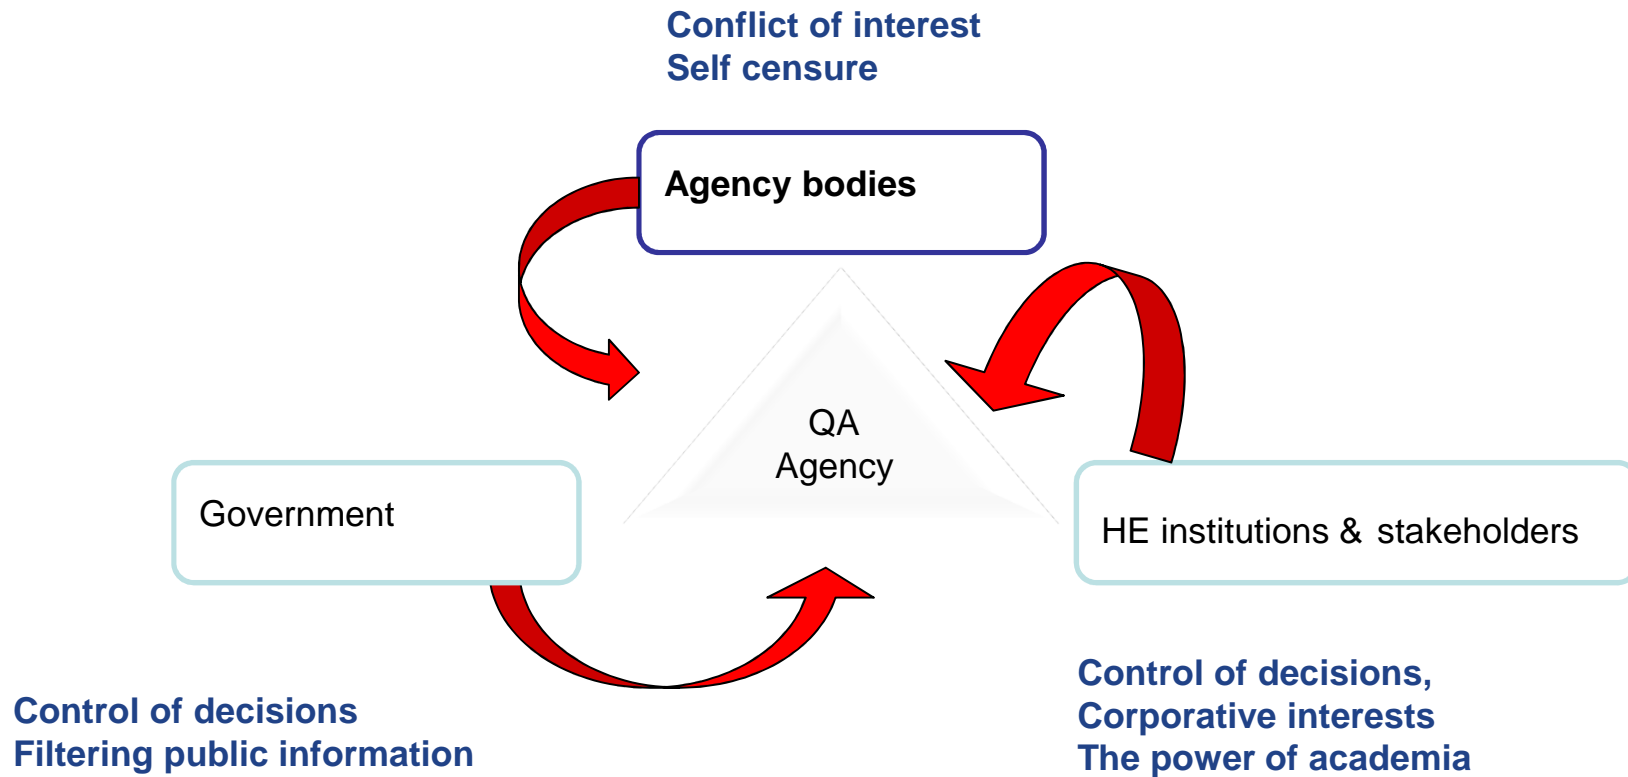 Conflict of interest
Self censure
Agency bodies
QA
Agency
Government
HE institutions & stakeholders
Control of decisions
Filtering public information
Control of decisions,
Corporative interests
The power of academia